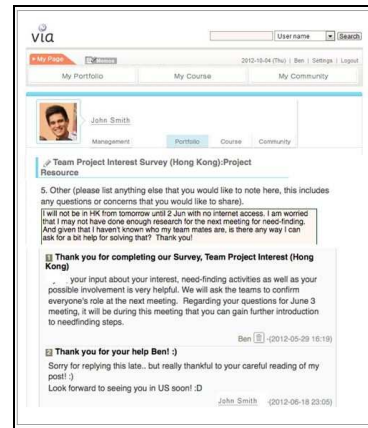 via
Username
Search
My Page
Memos
2012-10-04 (Thu) | Ben | Settings | Logout
My Portfolio
My Course
My Community
John Smith
Management
Portfolio
Course
Community
Team Project Interest Survey (Hong Kong):Project
Resource
5. Other (please list anything else that you would like to note here, this includes
any questions or concerns that you would like to share).
I will not be in HK from tomorrow until 2 Jun with no internet access. I am worried
that I may not have done enough research for the next meeting for need-finding.
And given that I haven't known who my team mates are, is there any way I can
ask for a bit help for solving that? Thank you!
1 Thank you for completing our Survey, Team Project Interest (Hong
Kong)
your input about your interest, need-finding activities as well as your
possible involvement is very helpful. We will ask the teams to confirm
everyone's role at the next meeting. Regarding your questions for June 3
meeting, it will be during this meeting that you can gain further introduction
to needfinding steps.
Ben -(2012-05-29 16:19)
2 Thank you for your help Ben! :)
Sorry for replying this late.. but really thankful to your careful reading of my
post! :)
Look forward to seeing you in US soon! :D
John Smith -(2012-06-18 23:05)